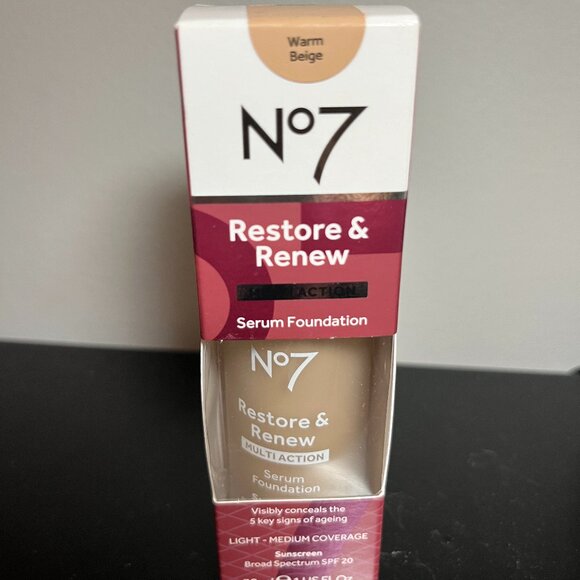 Warm
Beige
No7
Restore &
Renew
MULTI ACTION
Serum Foundation
No7
Restore &
Renew
MULTI ACTION
Serum
Foundation
Visibly conceals the
5 key signs of ageing
LIGHT - MEDIUM COVERAGE
Sunscreen
Broad Spectrum SPF 20